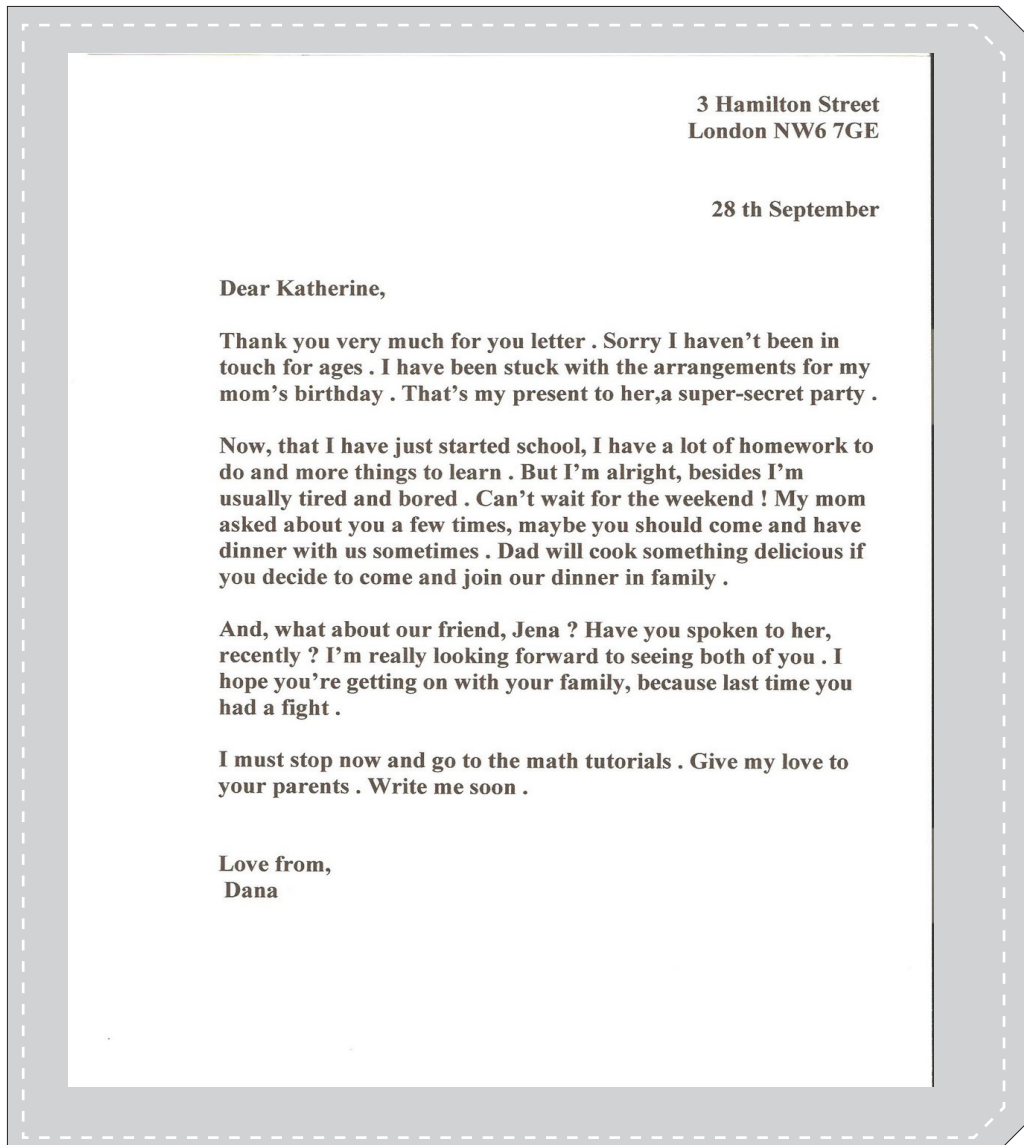 3 Hamilton Street
London NW6 7GE
28 th September
Dear Katherine,
Thank you very much for you letter . Sorry I haven’t been in
touch for ages . I have been stuck with the arrangements for my
mom’s birthday . That’s my present to her,a super-secret party .
Now, that I have just started school, I have a lot of homework to
do and more things to learn . But I’m alright, besides I’m
usually tired and bored . Can’t wait for the weekend ! My mom
asked about you a few times, maybe you should come and have
dinner with us sometimes . Dad will cook something delicious if
you decide to come and join our dinner in family .
And, what about our friend, Jena ? Have you spoken to her,
recently ? I’m really looking forward to seeing both of you . I
hope you’re getting on with your family, because last time you
had a fight .
I must stop now and go to the math tutorials . Give my love to
your parents . Write me soon .
Love from,
Dana